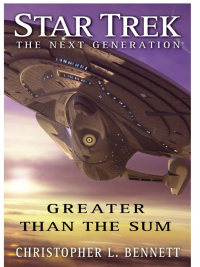 STAR TREK
THE NEXT GENERATION
GREATER
THAN THE SUM
CHRISTOPHER L. BENNETT